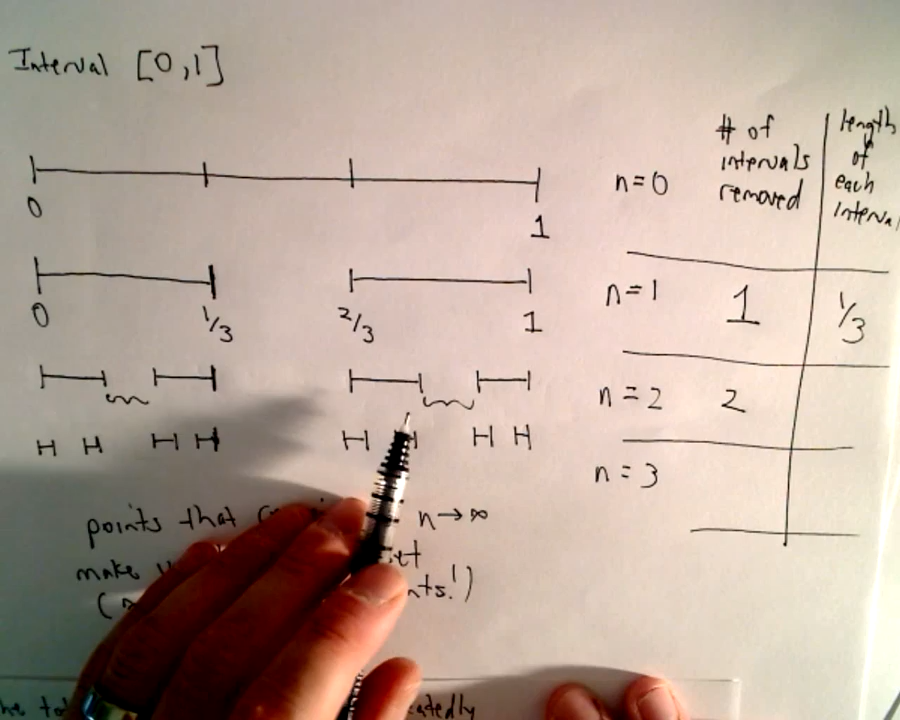 Interval [0,1]
0 1
0 1/3 2/3 1
# of intervals removed
length of each interval
n=0
n=1 1 1/3
n=2 2
n=3
points that n→∞
make